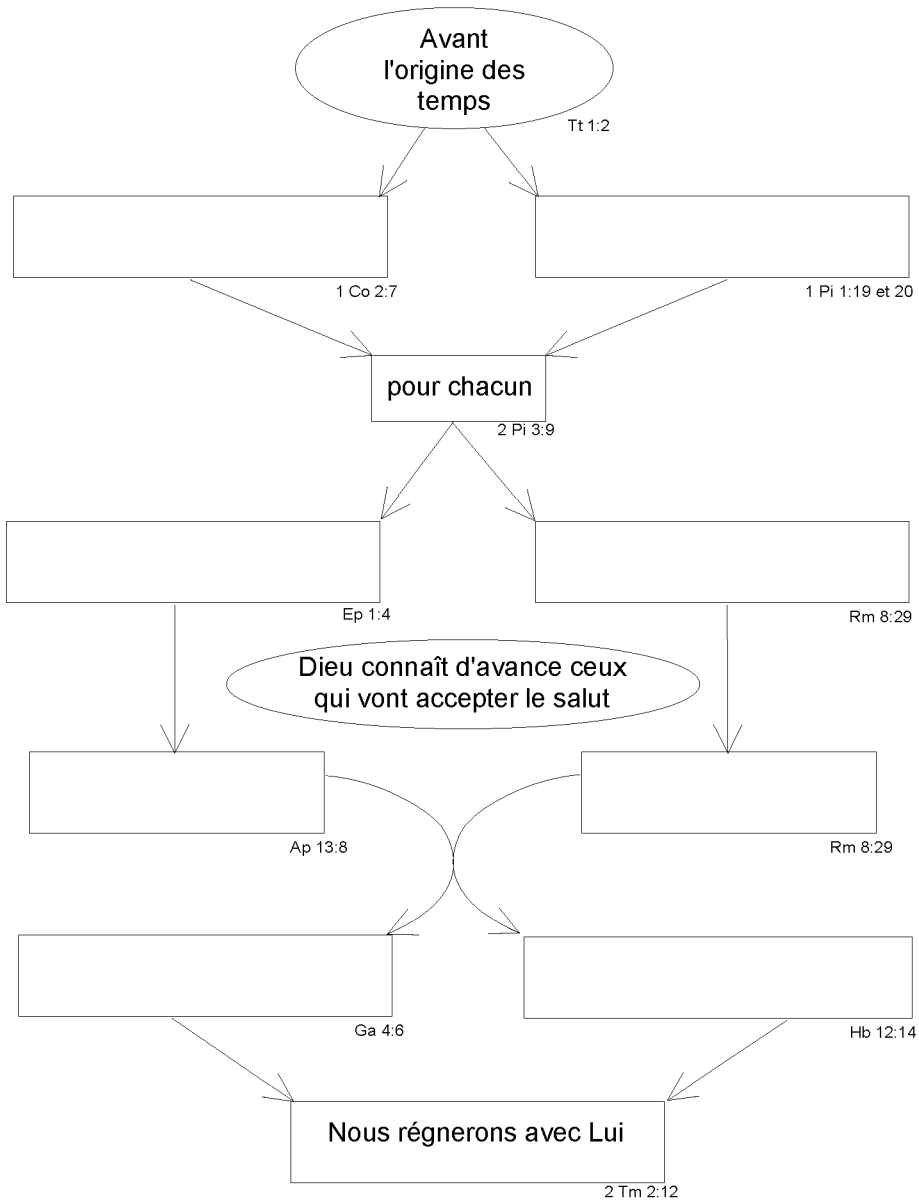 Avant
l'origine des
temps
Tt 1:2
1 Co 2:7
1 Pi 1:19 et 20
pour chacun
2 Pi 3:9
Ep 1:4
Rm 8:29
Dieu connaît d'avance ceux
qui vont accepter le salut
Ap 13:8
Rm 8:29
Ga 4:6
Hb 12:14
Nous régnerons avec Lui
2 Tm 2:12